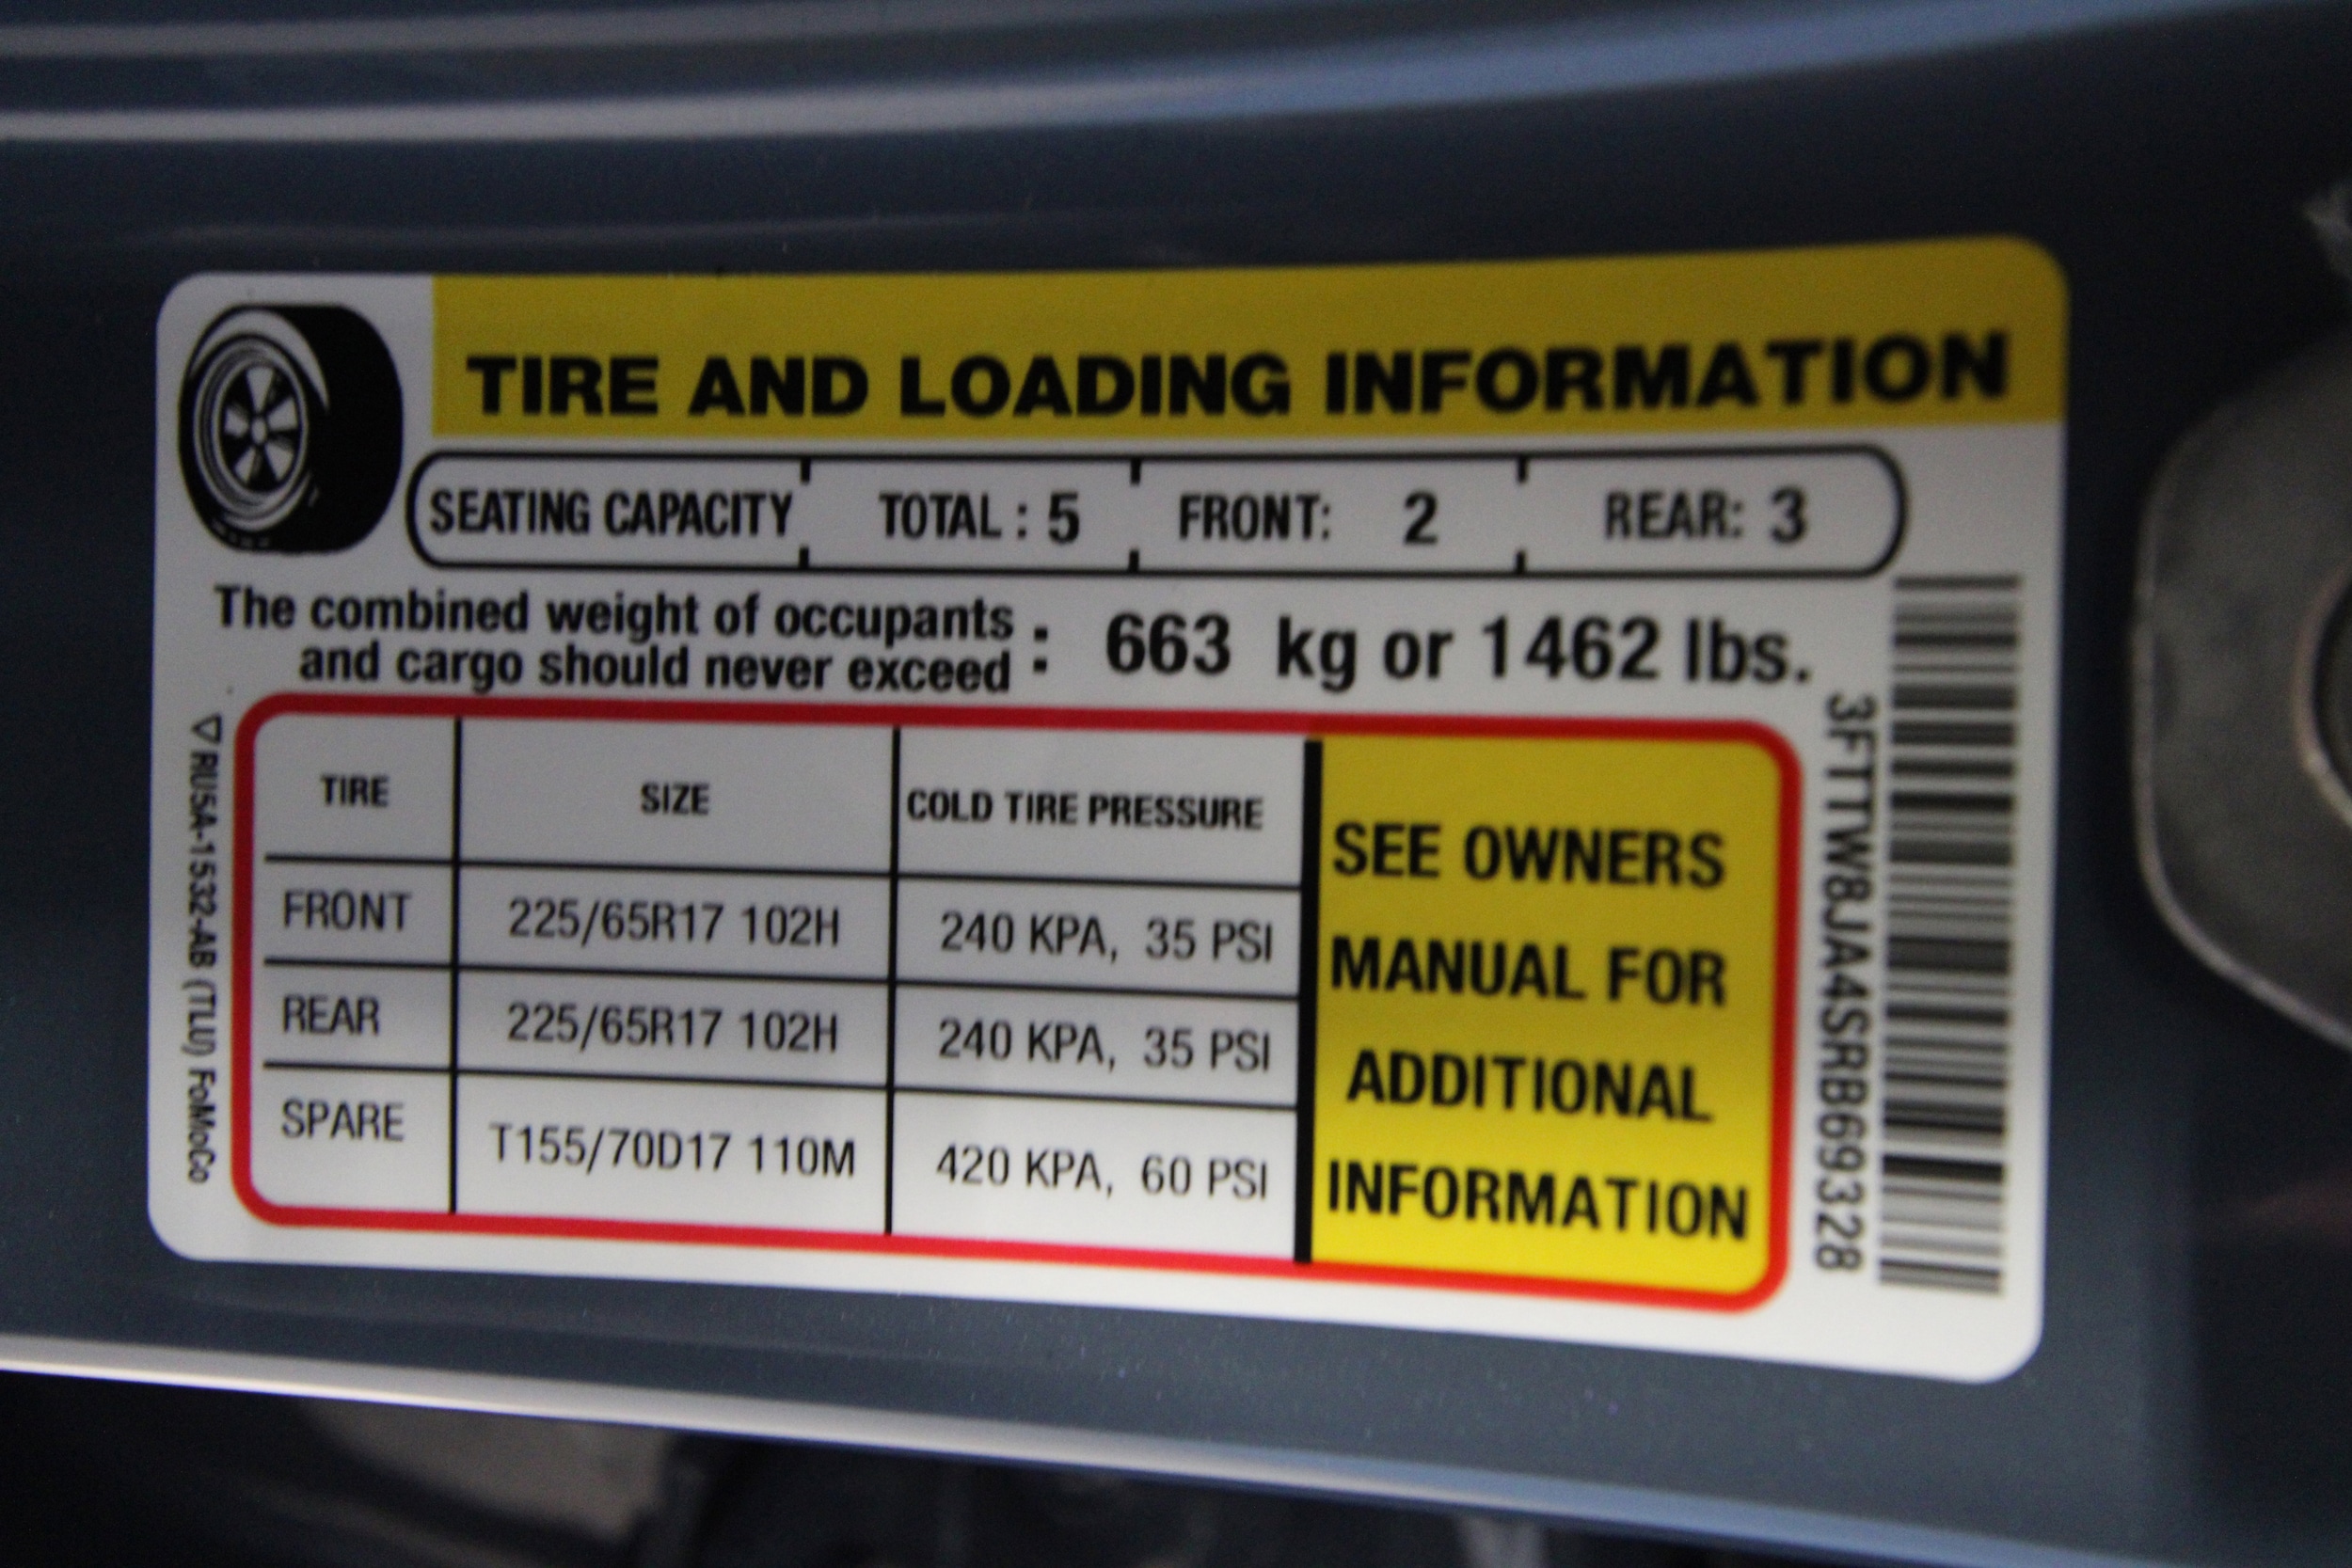 TIRE AND LOADING INFORMATION
SEATING CAPACITY TOTAL : 5 FRONT: 2 REAR: 3
The combined weight of occupants
and cargo should never exceed : 663 kg or 1462 lbs.
TIRE SIZE COLD TIRE PRESSURE
FRONT 225/65R17 102H 240 KPA, 35 PSI
REAR 225/65R17 102H 240 KPA, 35 PSI
SPARE T155/70D17 110M 420 KPA, 60 PSI
SEE OWNERS
MANUAL FOR
ADDITIONAL
INFORMATION
3FTTW8JA4SRB69328
RU5A-1532-AB (TLU) FoMoCo